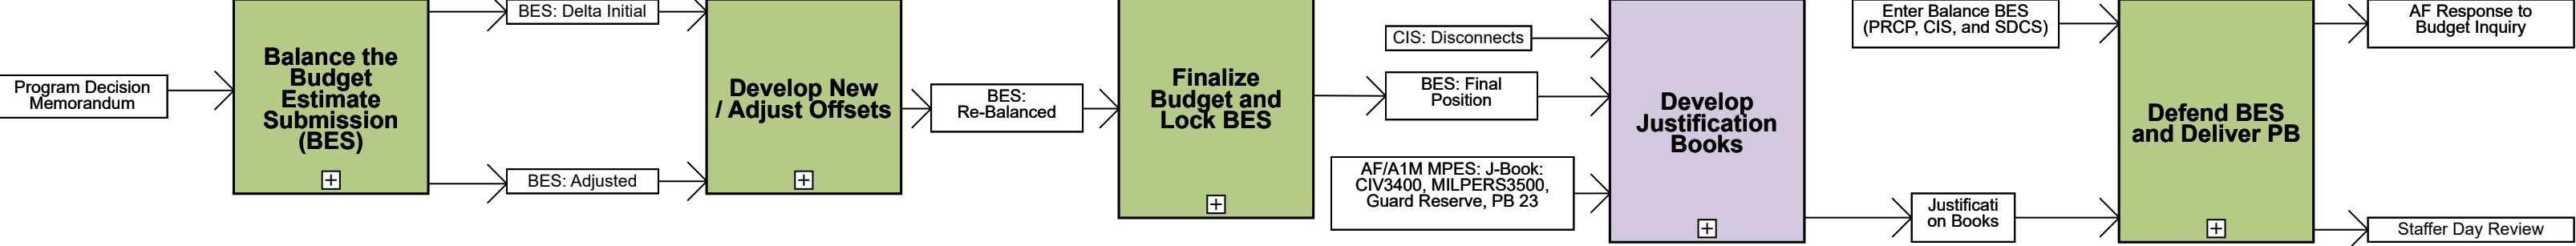 Program Decision
Memorandum
Balance the
Budget
Estimate
Submission
(BES)
BES: Delta Initial
BES: Adjusted
Develop New
/ Adjust Offsets
BES:
Re-Balanced
Finalize
Budget and
Lock BES
CIS: Disconnects
BES: Final
Position
AF/A1M MPES: J-Book:
CIV3400, MILPERS3500,
Guard Reserve, PB 23
Develop
Justification
Books
Enter Balance BES
(PRCP, CIS, and SDCS)
Justificati
on Books
Defend BES
and Deliver PB
AF Response to
Budget Inquiry
Staffer Day Review